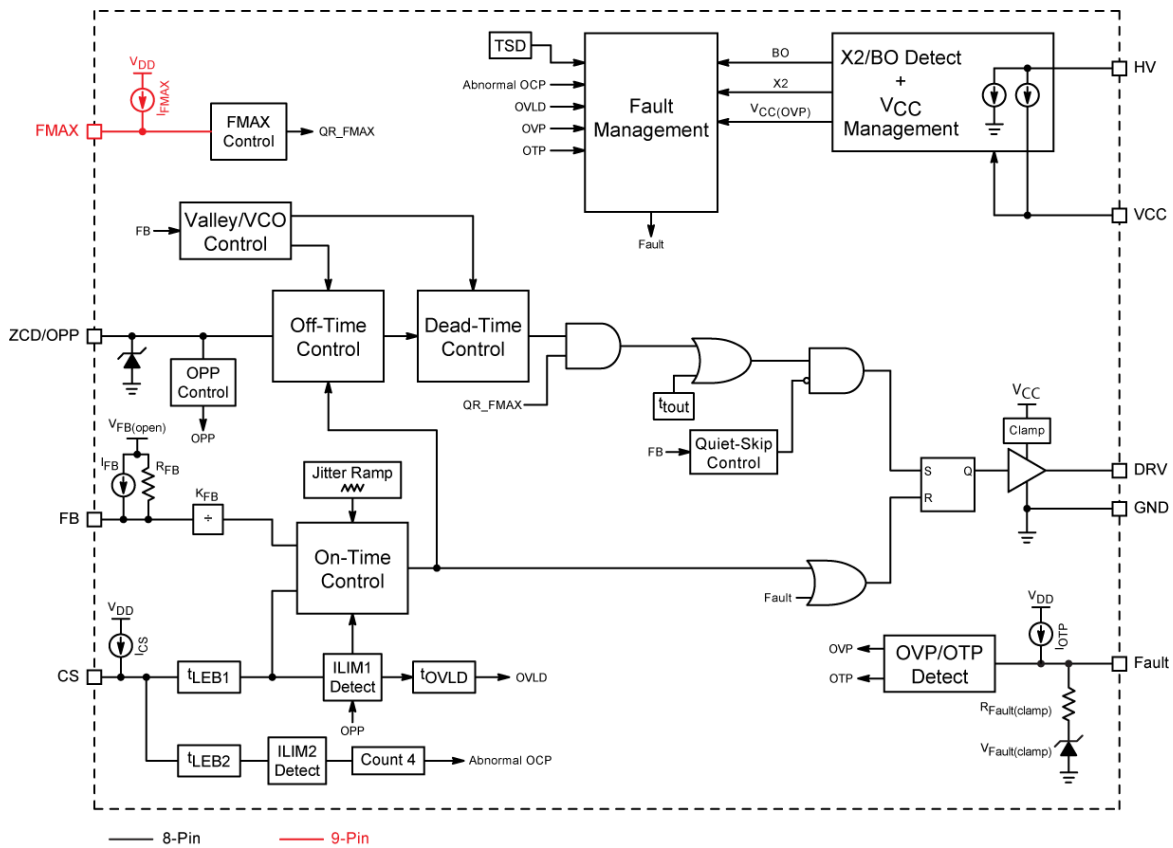 VDD
IFMAX
FMAX
FMAX
Control
QR_FMAX
TSD
Abnormal OCP
OVLD
OVP
OTP
Fault
Management
Fault
BO
X2
VCC(OVP)
X2/BO Detect
+
VCC
Management
HV
VCC
FB
Valley/VCO
Control
ZCD/OPP
OPP
Control
OPP
Off-Time
Control
Dead-Time
Control
QR_FMAX
ttout
FB
Quiet-Skip
Control
VCC
Clamp
S
Q
R
DRV
GND
VFB(open)
IFB
RFB
FB
KFB
÷
Jitter Ramp
On-Time
Control
Fault
VDD
ICS
CS
tLEB1
ILIM1
Detect
OPP
tOVLD
OVLD
tLEB2
ILIM2
Detect
Count 4
Abnormal OCP
OVP
OTP
OVP/OTP
Detect
VDD
IOTP
Fault
RFault(clamp)
VFault(clamp)
8-Pin
9-Pin